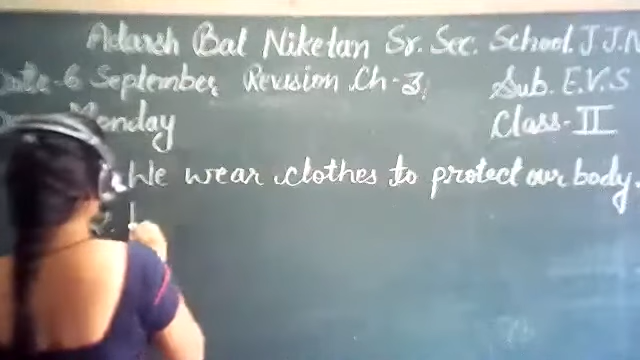 Adarsh Bal Niketan Sr. Sec. School. J.J.N
Date-6 September Revision Ch-3. Sub. E.V.S
Monday Class-II
We wear clothes to protect our body.